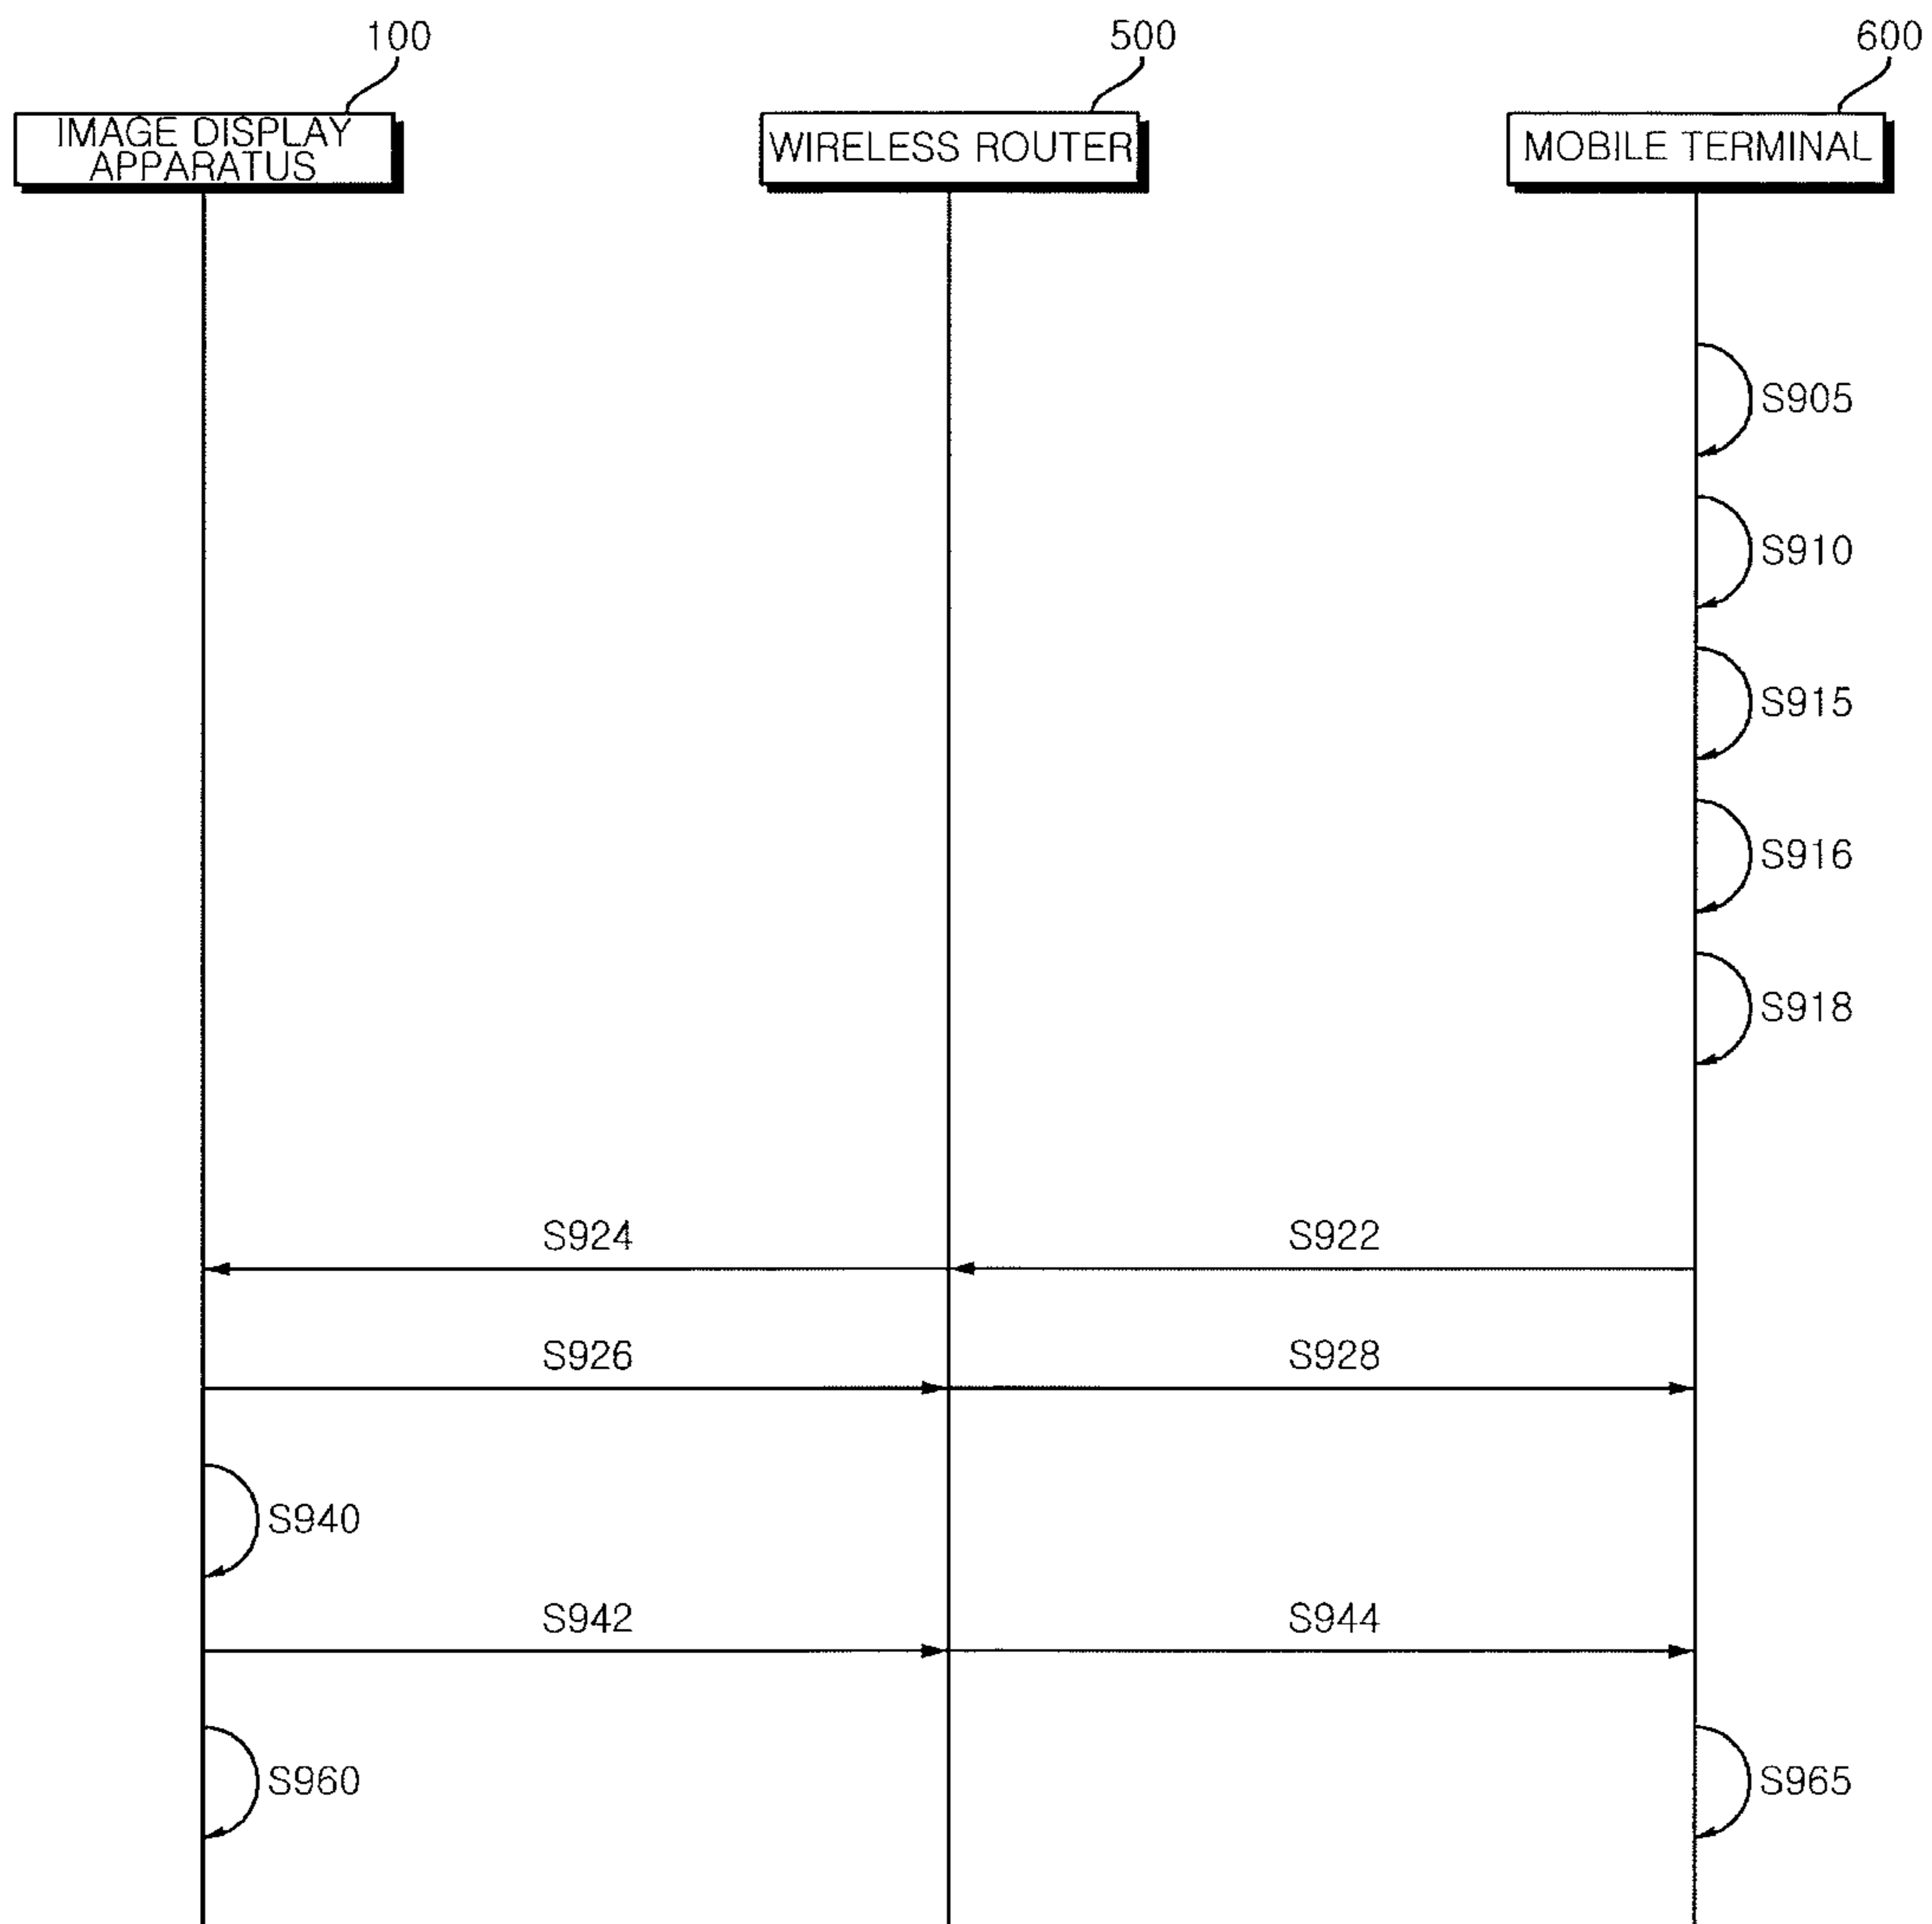 100
500
600
IMAGE DISPLAY
APPARATUS
WIRELESS ROUTER
MOBILE TERMINAL
S905
S910
S915
S916
S918
S924
S922
S926
S928
S940
S942
S944
S960
S965